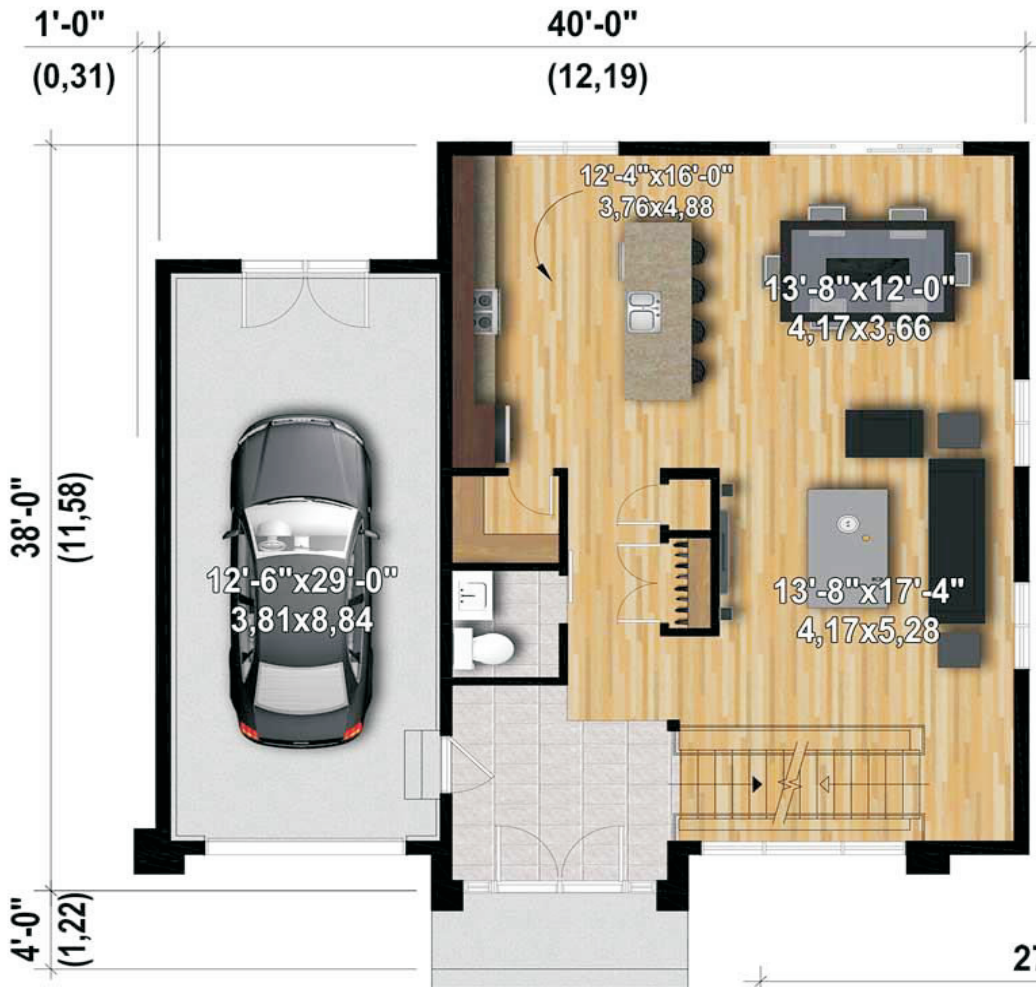 1'-0"
40'-0"
(0,31)
(12,19)
12'-4"x16'-0"
3,76x4,88
13'-8"x12'-0"
4,17x3,66
38'-0"
(11,58)
12'-6"x29'-0"
3,81x8,84
13'-8"x17'-4"
4,17x5,28
4'-0"
(1,22)
27